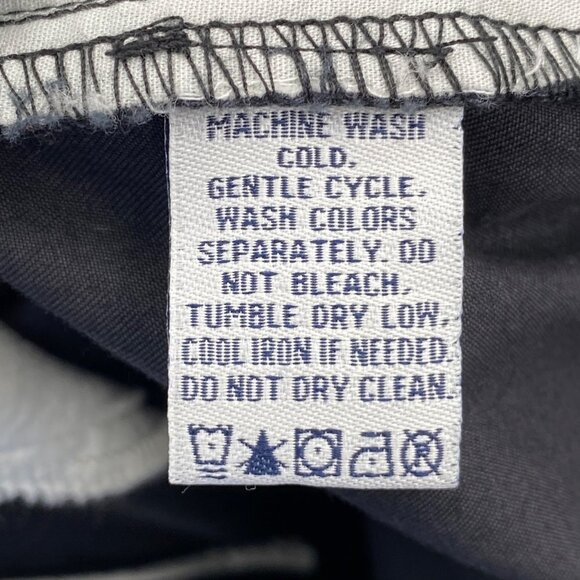 MACHINE WASH
COLD.
GENTLE CYCLE.
WASH COLORS
SEPARATELY. DO
NOT BLEACH.
TUMBLE DRY LOW.
COOL IRON IF NEEDED.
DO NOT DRY CLEAN.
R